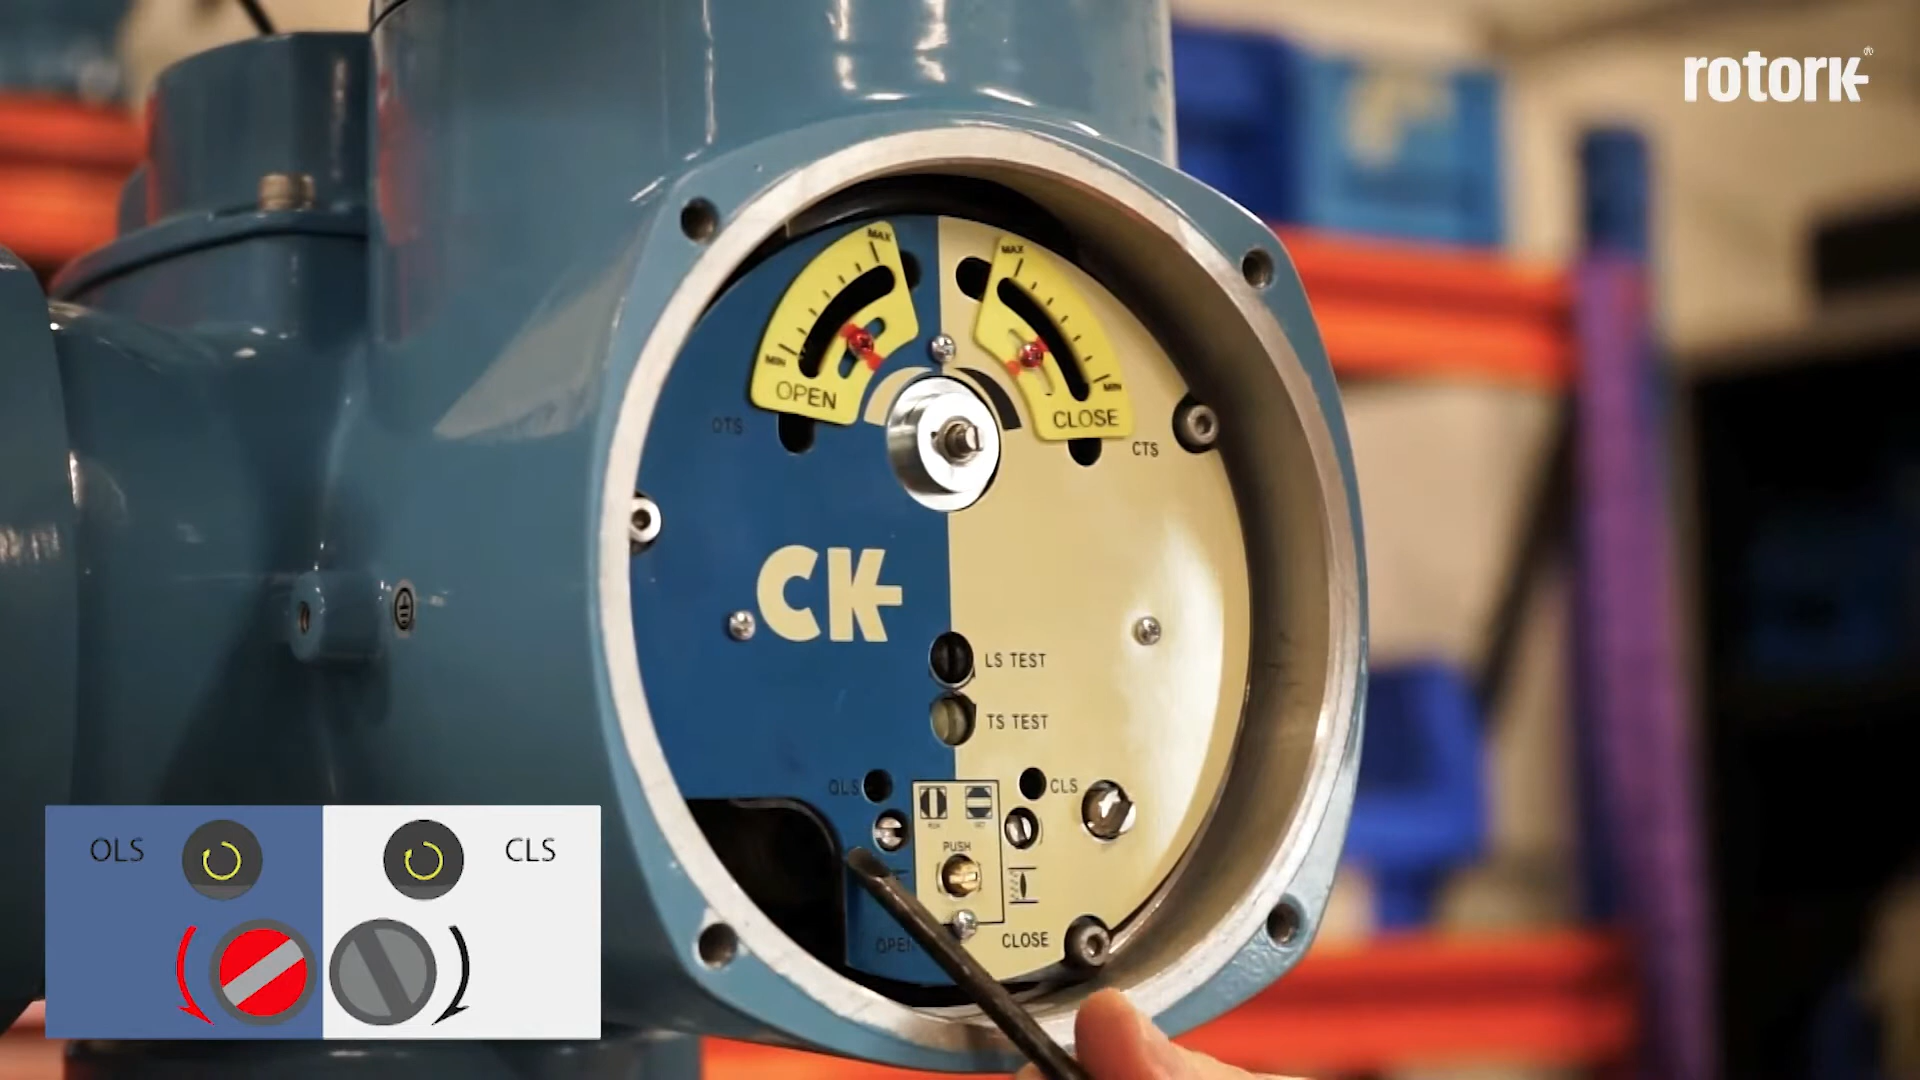 rotork
MAX
MAX
MIN
MIN
OPEN
CLOSE
OTS
CTS
CK
LS TEST
TS TEST
OLS
CLS
PUSH
OPEN
CLOSE
OLS
CLS